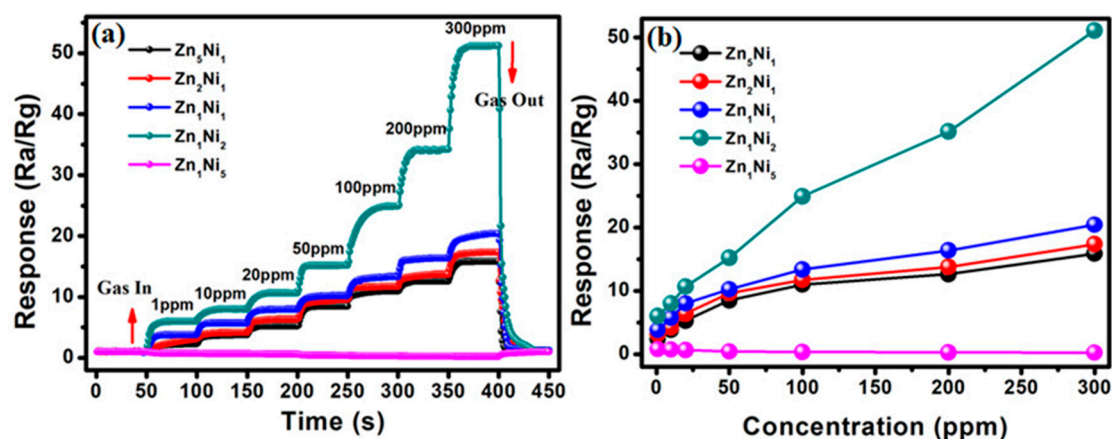 (a)
Response (Ra/Rg)
50
40
30
20
10
0
Zn₅Ni₁
Zn₂Ni₁
Zn₁Ni₁
Zn₁Ni₂
Zn₁Ni₅
Gas In
1ppm
10ppm
20ppm
50ppm
100ppm
200ppm
300ppm
Gas Out
0 50 100 150 200 250 300 350 400 450
Time (s)
(b)
Response (Ra/Rg)
50
40
30
20
10
0
Zn₅Ni₁
Zn₂Ni₁
Zn₁Ni₁
Zn₁Ni₂
Zn₁Ni₅
0 50 100 150 200 250 300
Concentration (ppm)